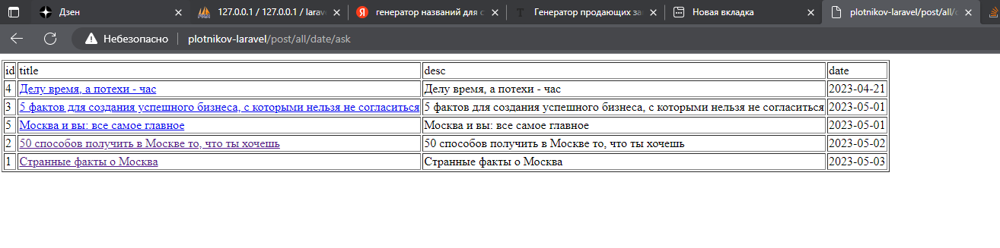 Дзен
127.0.0.1 / 127.0.0.1 / larav
генератор названий для с
Генератор продающих за
Новая вкладка
plotnikov-laravel/post/all/d
Небезопасно plotnikov-laravel/post/all/date/ask
id title desc date
4 Делу время, а потехи - час Делу время, а потехи - час 2023-04-21
3 5 фактов для создания успешного бизнеса, с которыми нельзя не согласиться 5 фактов для создания успешного бизнеса, с которыми нельзя не согласиться 2023-05-01
5 Москва и вы: все самое главное Москва и вы: все самое главное 2023-05-01
2 50 способов получить в Москве то, что ты хочешь 50 способов получить в Москве то, что ты хочешь 2023-05-02
1 Странные факты о Москва Странные факты о Москва 2023-05-03